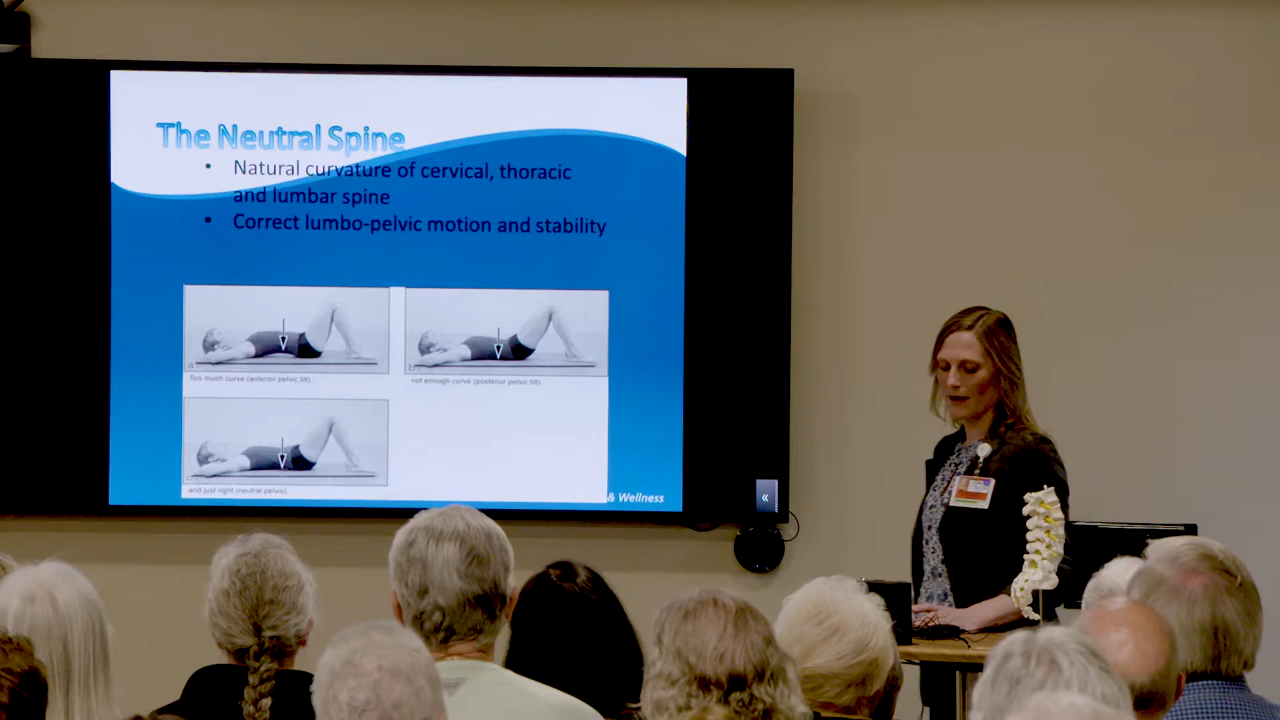 The Neutral Spine
• Natural curvature of cervical, thoracic
and lumbar spine
• Correct lumbo-pelvic motion and stability
Too much curve (anterior pelvic tilt)...
not enough curve (posterior pelvic tilt)
and just right (neutral pelvis)
& Wellness
«